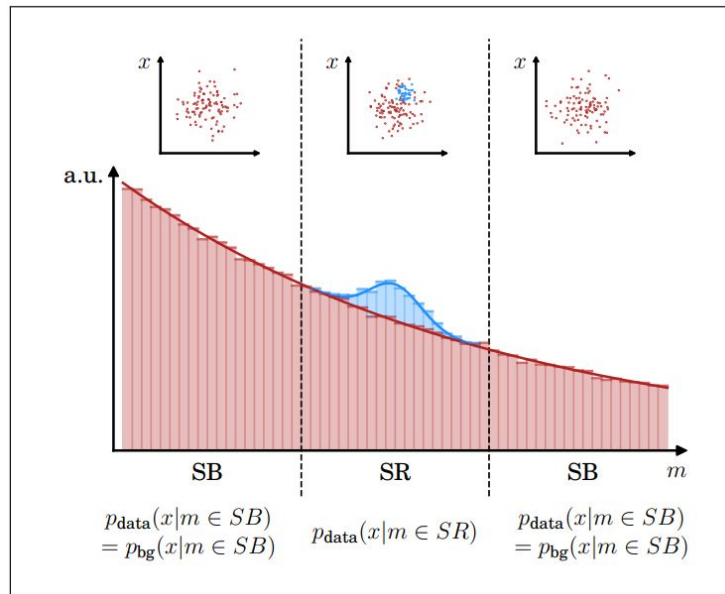 x
x
x
a.u.
SB
SR
SB
m
p_data(x|m ∈ SB)
= p_bg(x|m ∈ SB)
p_data(x|m ∈ SR)
p_data(x|m ∈ SB)
= p_bg(x|m ∈ SB)